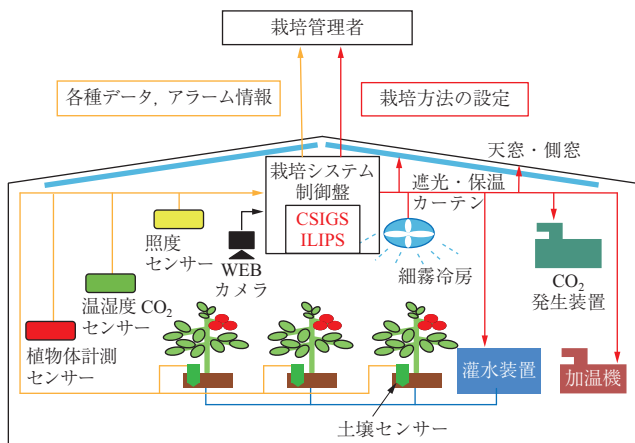 栽培管理者
各種データ，アラーム情報
栽培方法の設定
天窓・側窓
栽培システム
制御盤
CSIGS
ILIPS
遮光・保温
カーテン
照度
センサー
WEB
カメラ
細霧冷房
CO2
発生装置
温湿度 CO2
センサー
植物体計測
センサー
灌水装置
加温機
土壌センサー